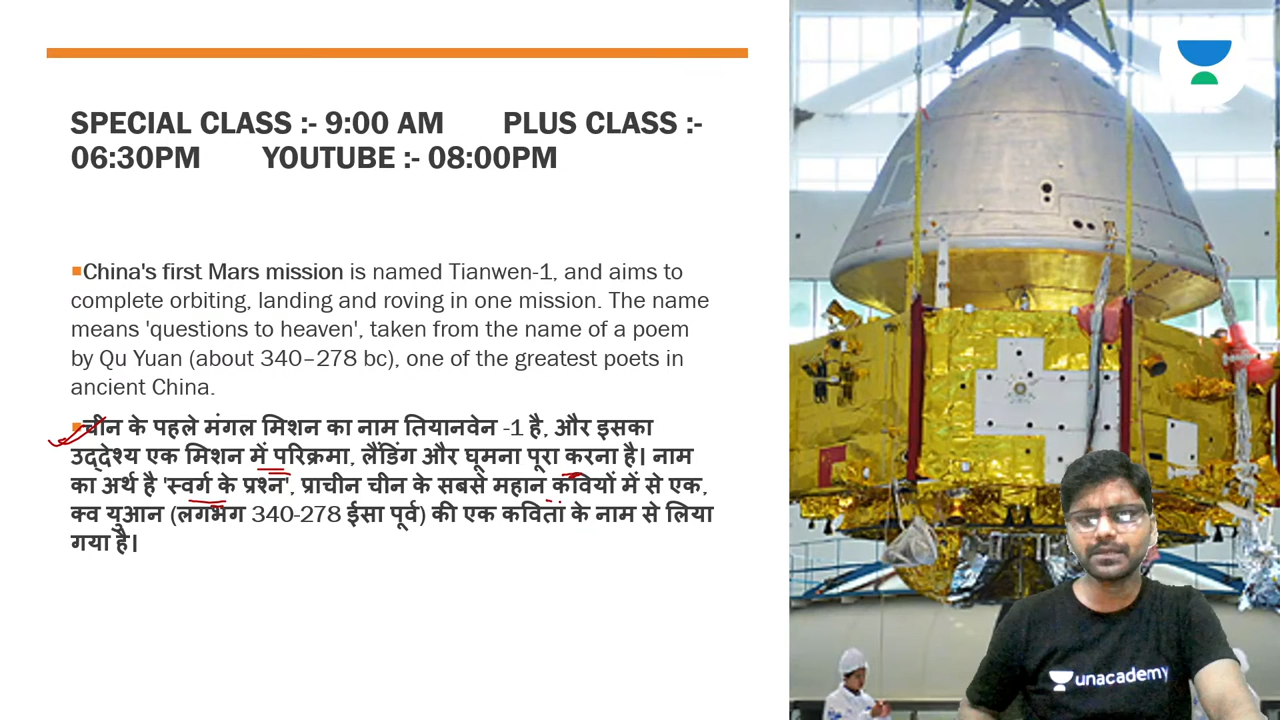 SPECIAL CLASS :- 9:00 AM PLUS CLASS :-
06:30PM YOUTUBE :- 08:00PM
China's first Mars mission is named Tianwen-1, and aims to
complete orbiting, landing and roving in one mission. The name
means 'questions to heaven', taken from the name of a poem
by Qu Yuan (about 340–278 bc), one of the greatest poets in
ancient China.
चीन के पहले मंगल मिशन का नाम तियानवेन -1 है, और इसका
उद्देश्य एक मिशन में परिक्रमा, लैंडिंग और घूमना पूरा करना है। नाम
का अर्थ है 'स्वर्ग के प्रश्न', प्राचीन चीन के सबसे महान कवियों में से एक,
क्व युआन (लगभग 340-278 ईसा पूर्व) की एक कविता के नाम से लिया
गया है।
unacademy